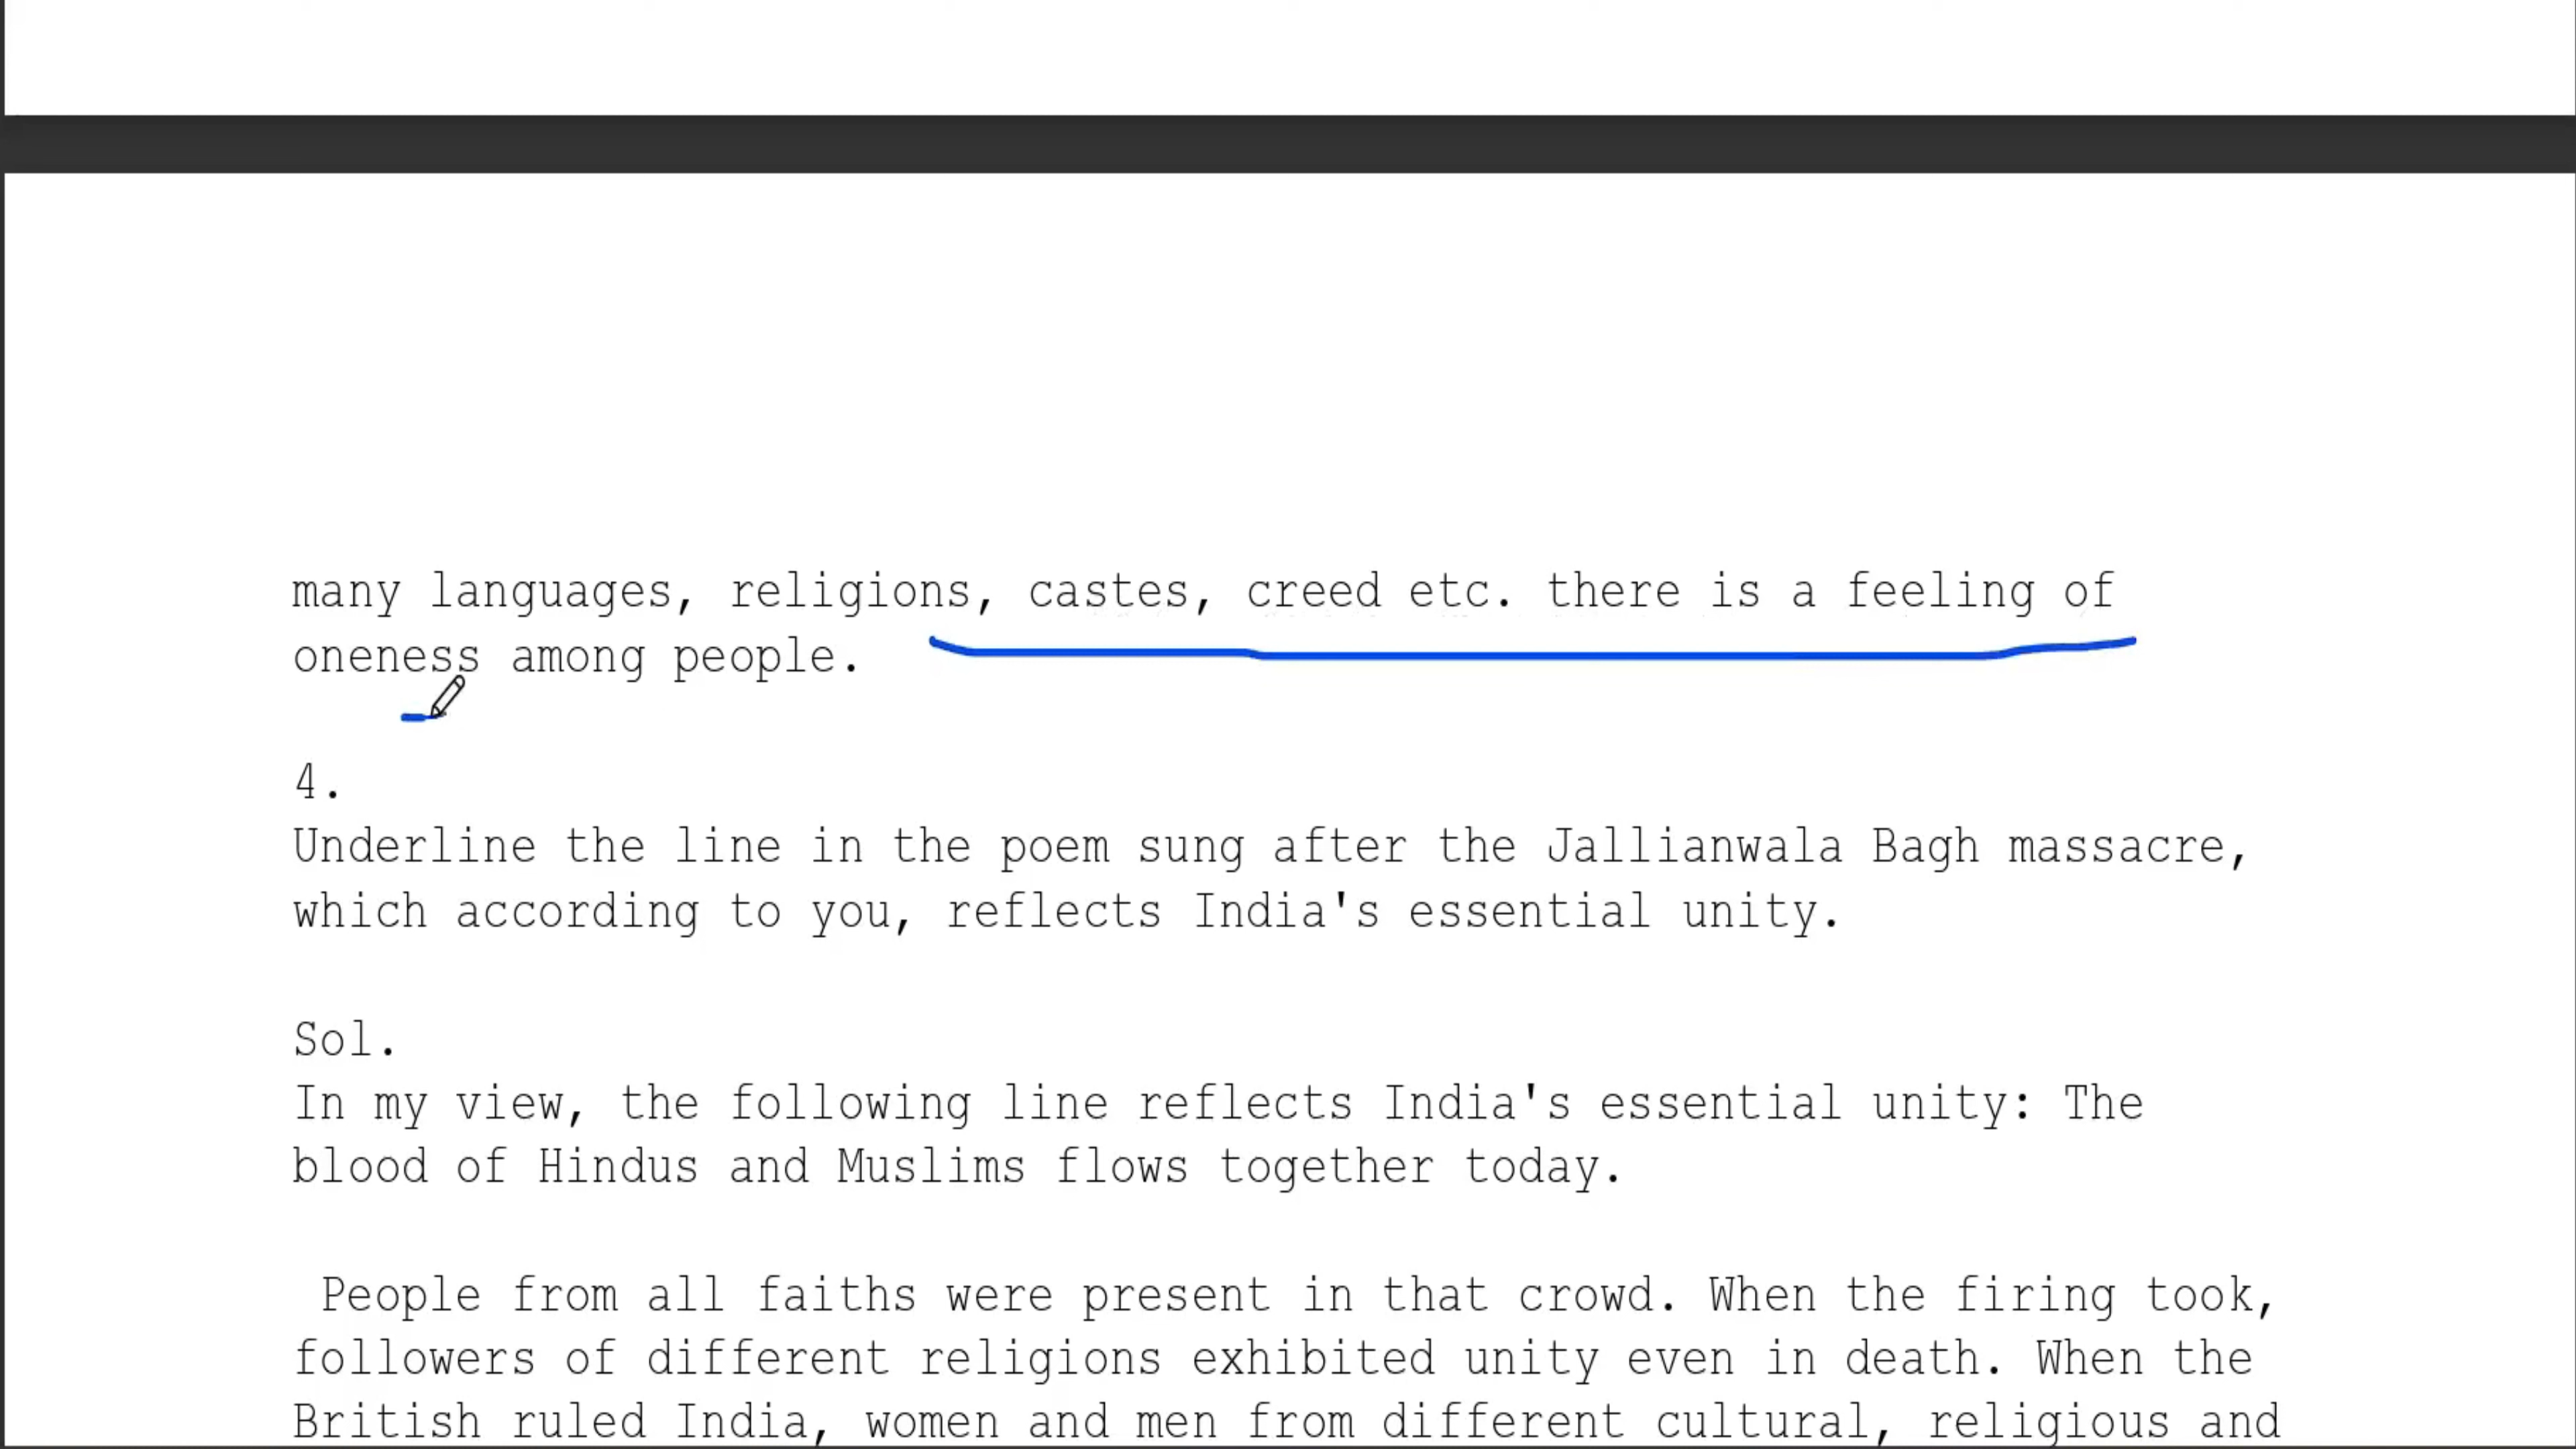 many languages, religions, castes, creed etc. there is a feeling of
oneness among people.
4.
Underline the line in the poem sung after the Jallianwala Bagh massacre,
which according to you, reflects India's essential unity.
Sol.
In my view, the following line reflects India's essential unity: The
blood of Hindus and Muslims flows together today.
People from all faiths were present in that crowd. When the firing took,
followers of different religions exhibited unity even in death. When the
British ruled India, women and men from different cultural, religious and